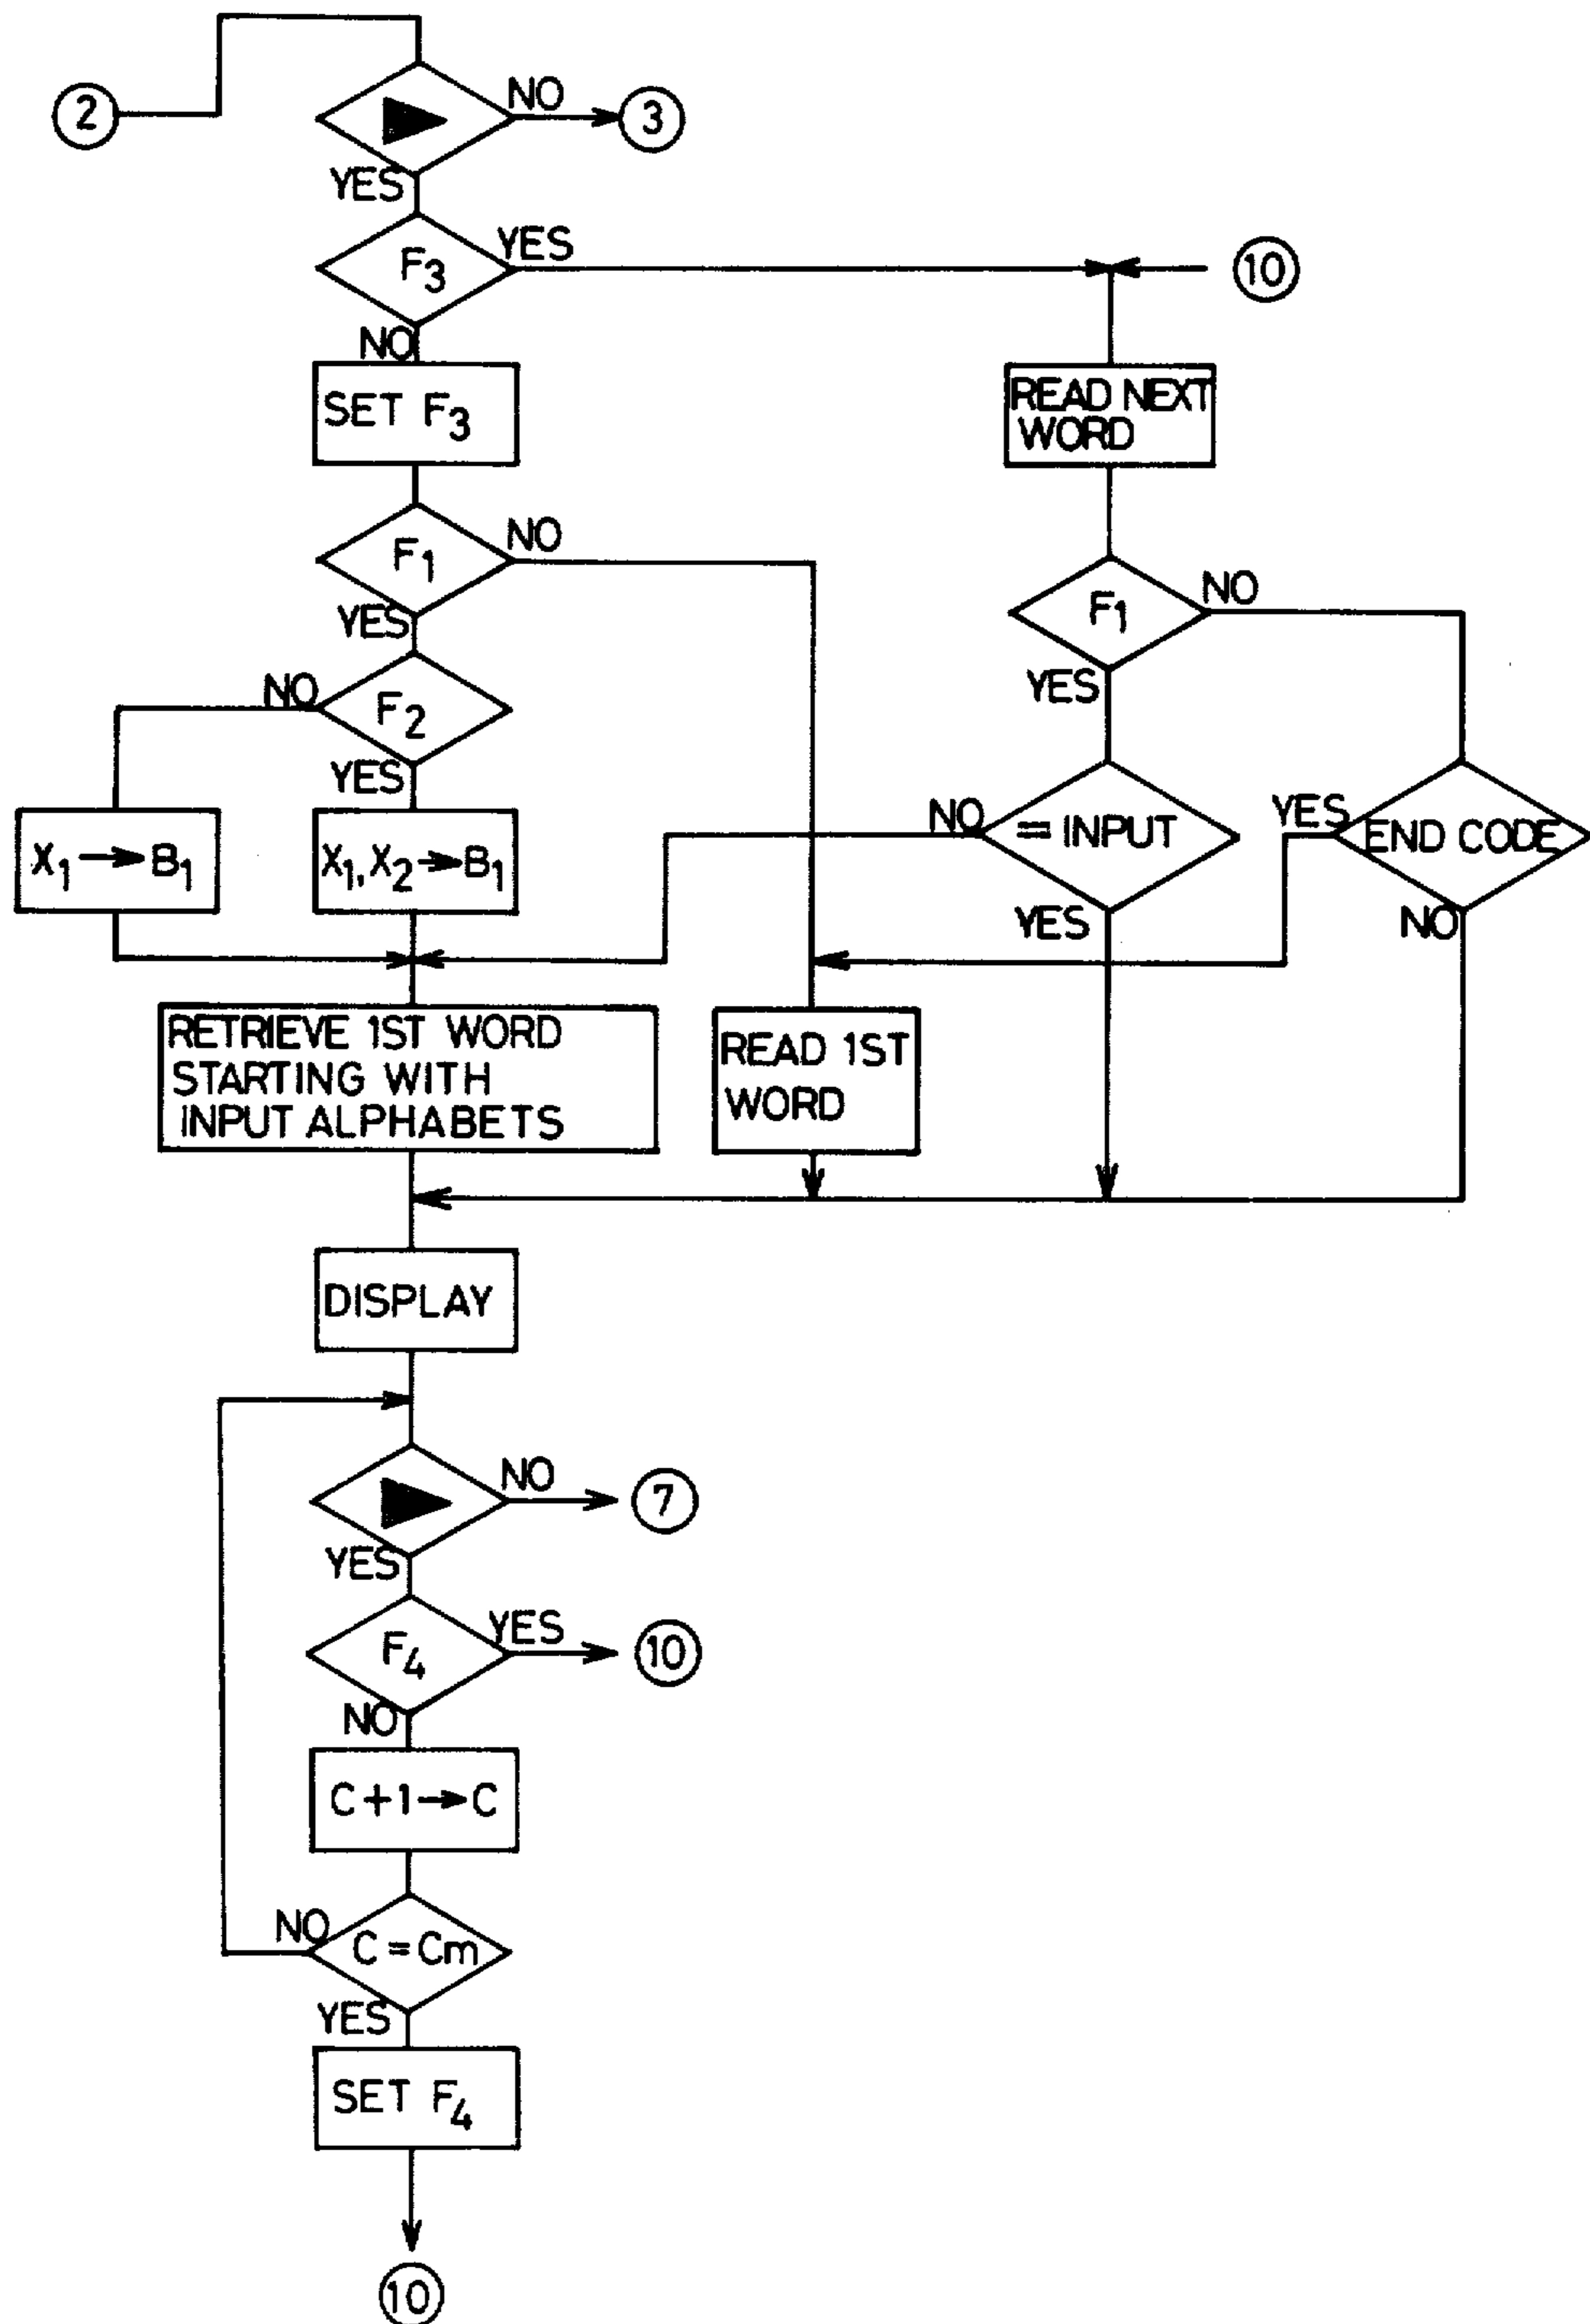 2
NO
3
YES
F3
YES
10
NO
SET F3
READ NEXT
WORD
F1
NO
YES
F1
NO
YES
F2
NO
YES
X1 → B1
X1, X2 → B1
= INPUT
NO
YES
END CODE
YES
NO
RETRIEVE 1ST WORD
STARTING WITH
INPUT ALPHABETS
READ 1ST
WORD
DISPLAY
NO
7
YES
F4
YES
10
NO
C+1→C
C=Cm
NO
YES
SET F4
10